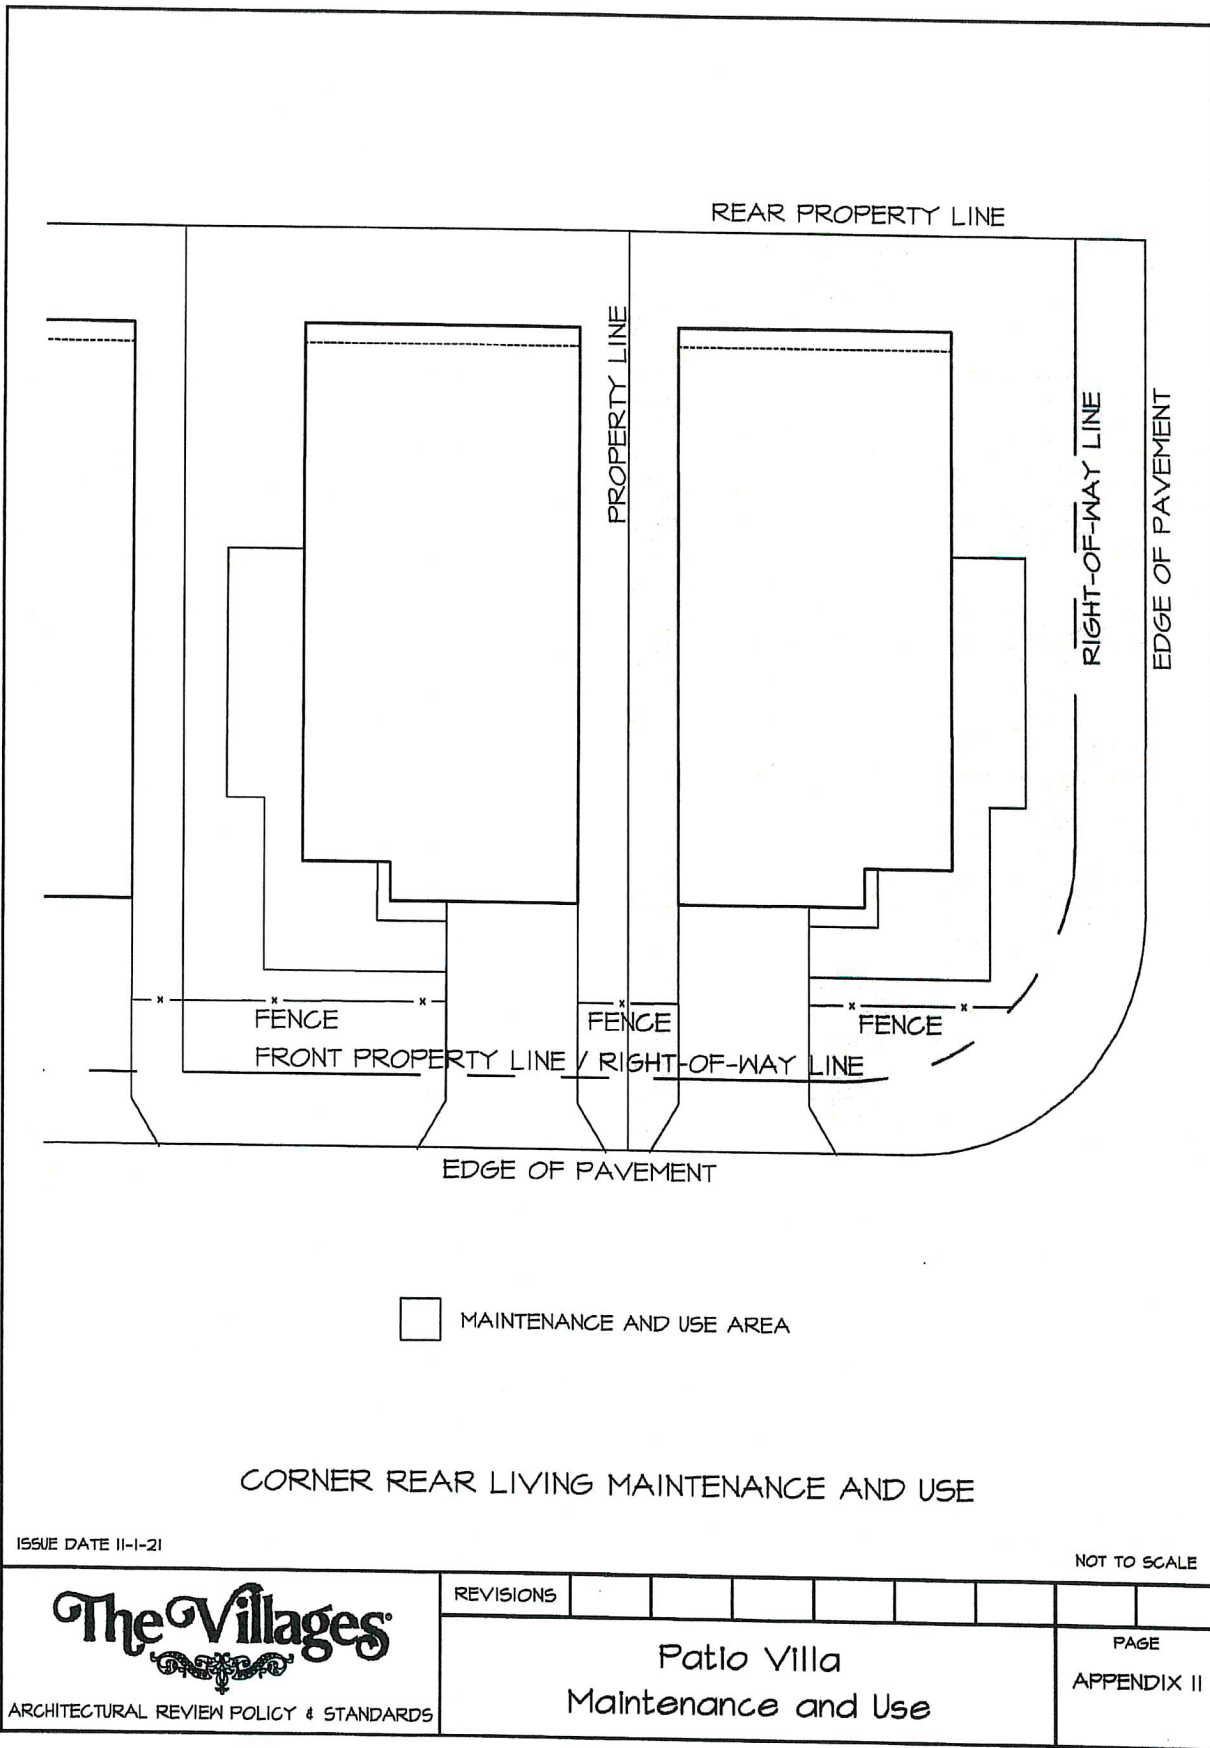 REAR PROPERTY LINE
PROPERTY LINE
RIGHT-OF-WAY LINE
EDGE OF PAVEMENT
FENCE
FENCE
FENCE
FRONT PROPERTY LINE / RIGHT-OF-WAY LINE
EDGE OF PAVEMENT
MAINTENANCE AND USE AREA
CORNER REAR LIVING MAINTENANCE AND USE
ISSUE DATE 11-1-21
NOT TO SCALE
The Villages
ARCHITECTURAL REVIEW POLICY & STANDARDS
REVISIONS
Patio Villa
Maintenance and Use
PAGE
APPENDIX II